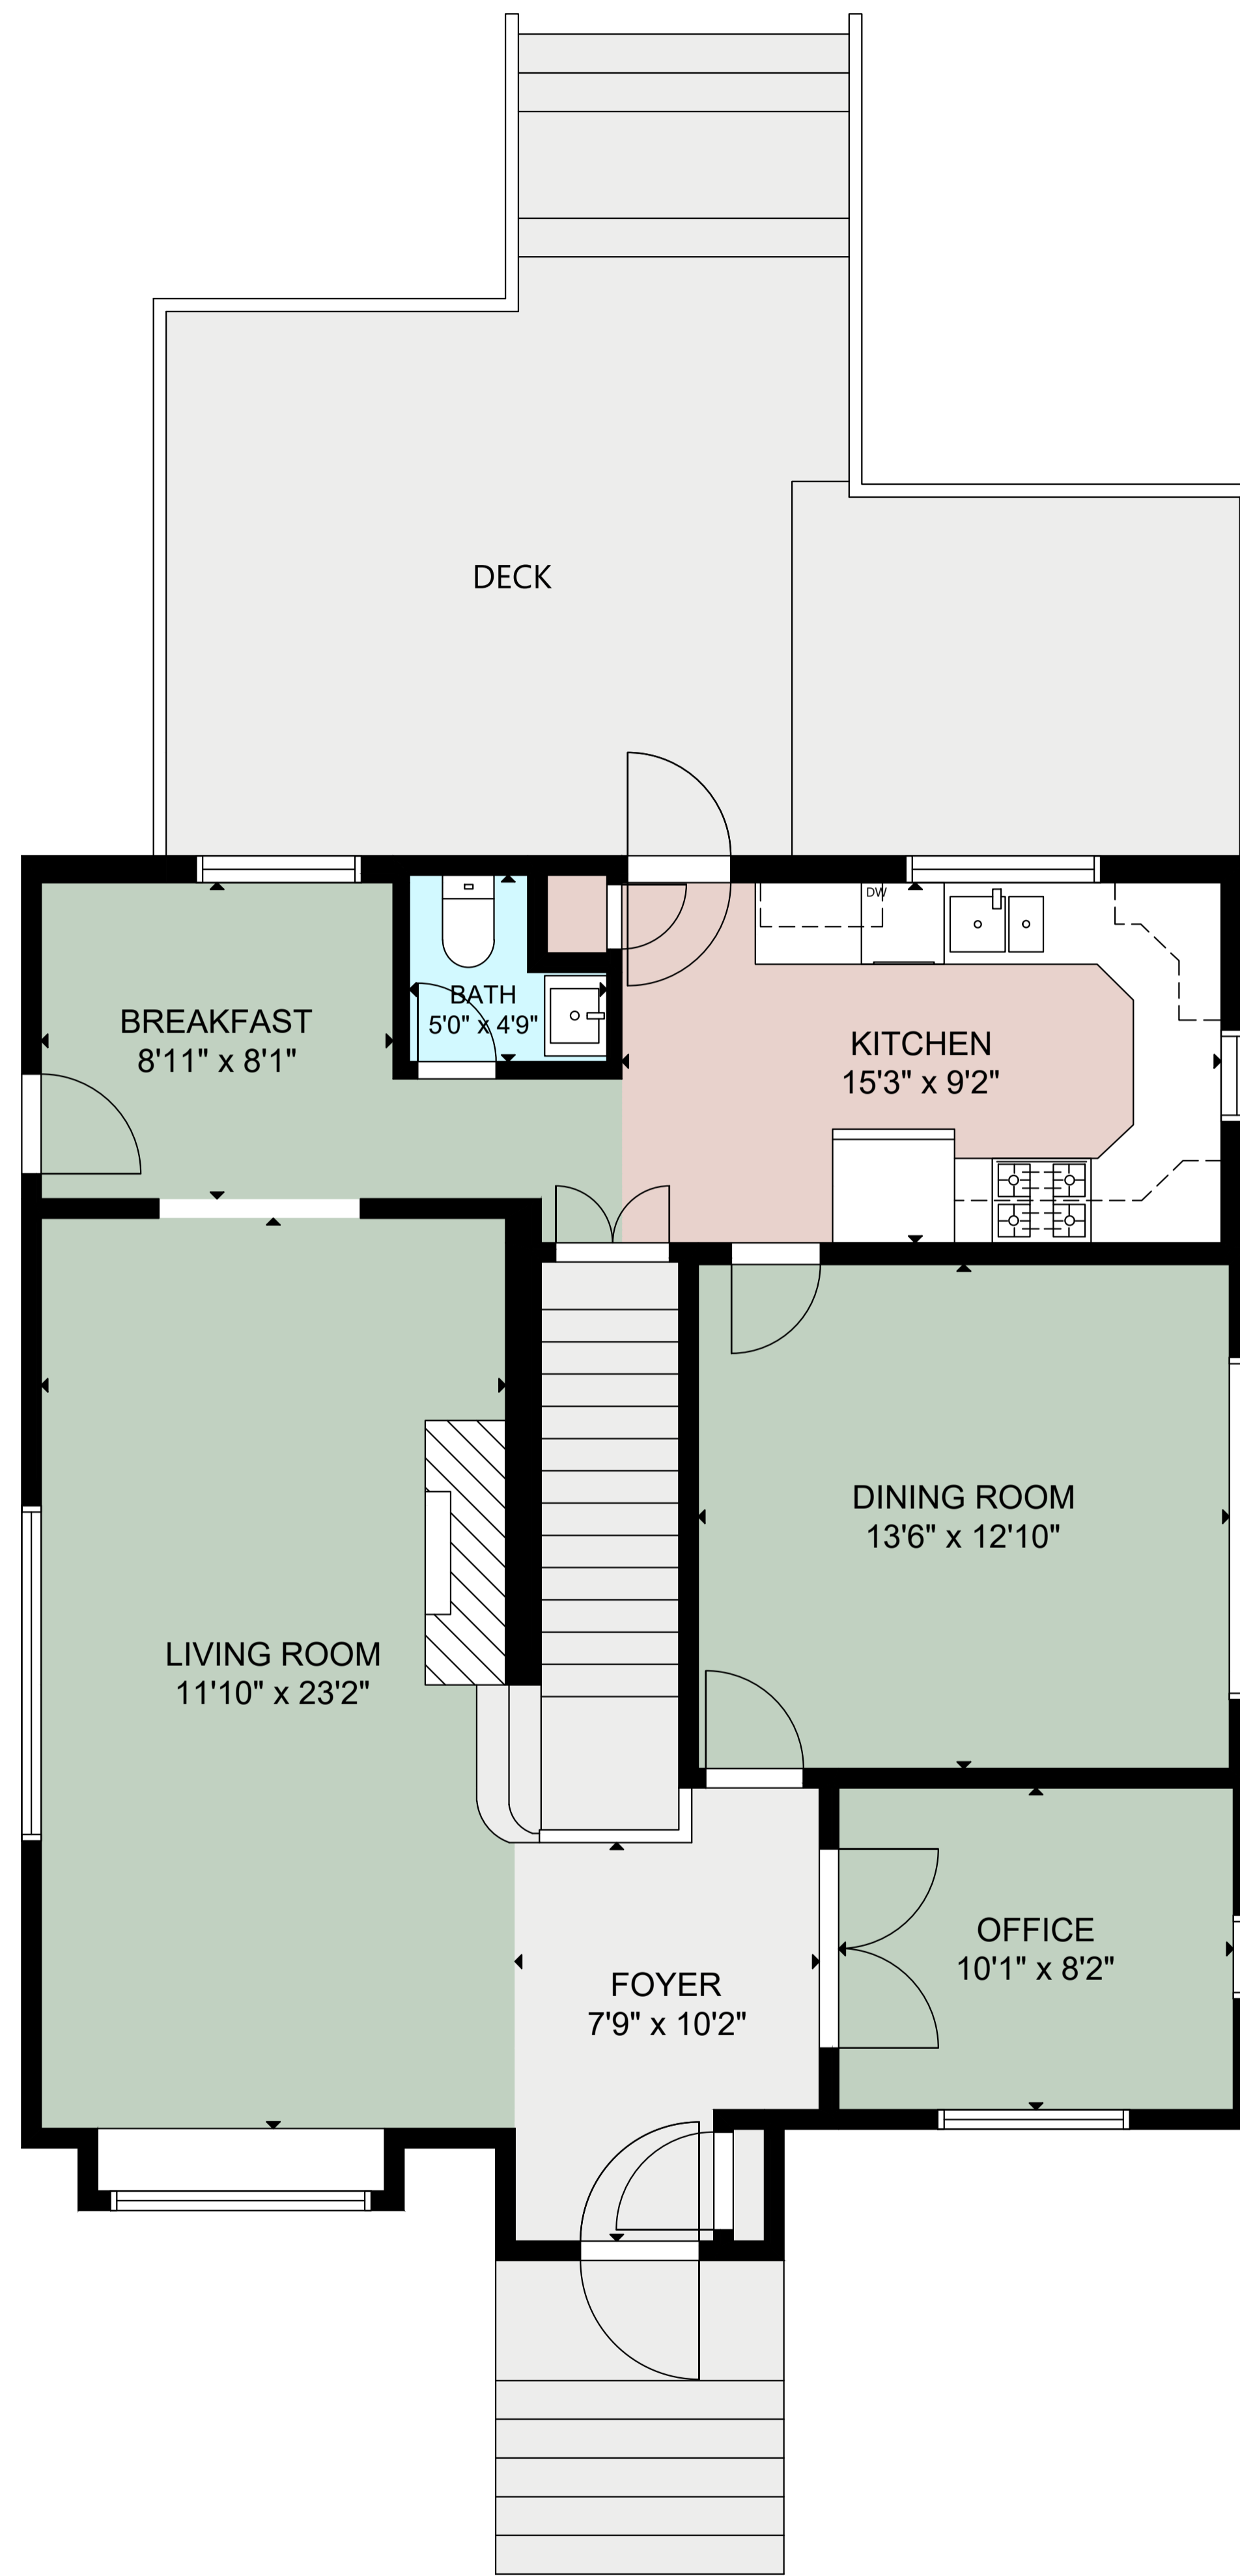 DECK
DW
BATH
5'0" x 4'9"
BREAKFAST
8'11" x 8'1"
KITCHEN
15'3" x 9'2"
DINING ROOM
13'6" x 12'10"
LIVING ROOM
11'10" x 23'2"
OFFICE
10'1" x 8'2"
FOYER
7'9" x 10'2"